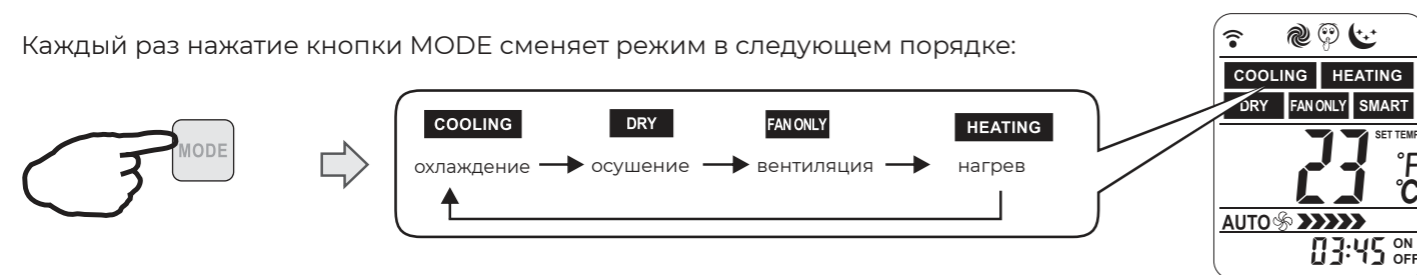 Каждый раз нажатие кнопки MODE сменяет режим в следующем порядке:
MODE
COOLING DRY FAN ONLY HEATING
охлаждение осушение вентиляция нагрев
COOLING HEATING
DRY FAN ONLY SMART
SET TEMP
23 °F
°C
AUTO
03:45 ON
OFF